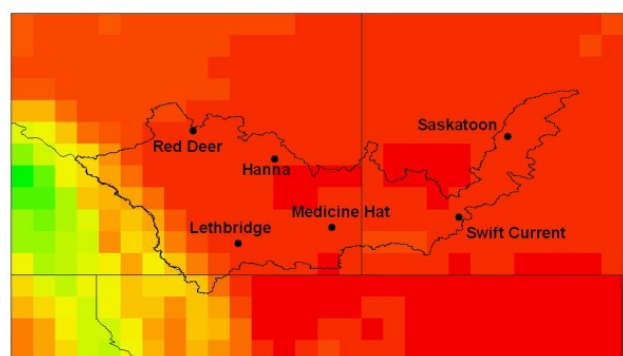 Saskatoon
Red Deer
Hanna
Medicine Hat
Lethbridge
Swift Current